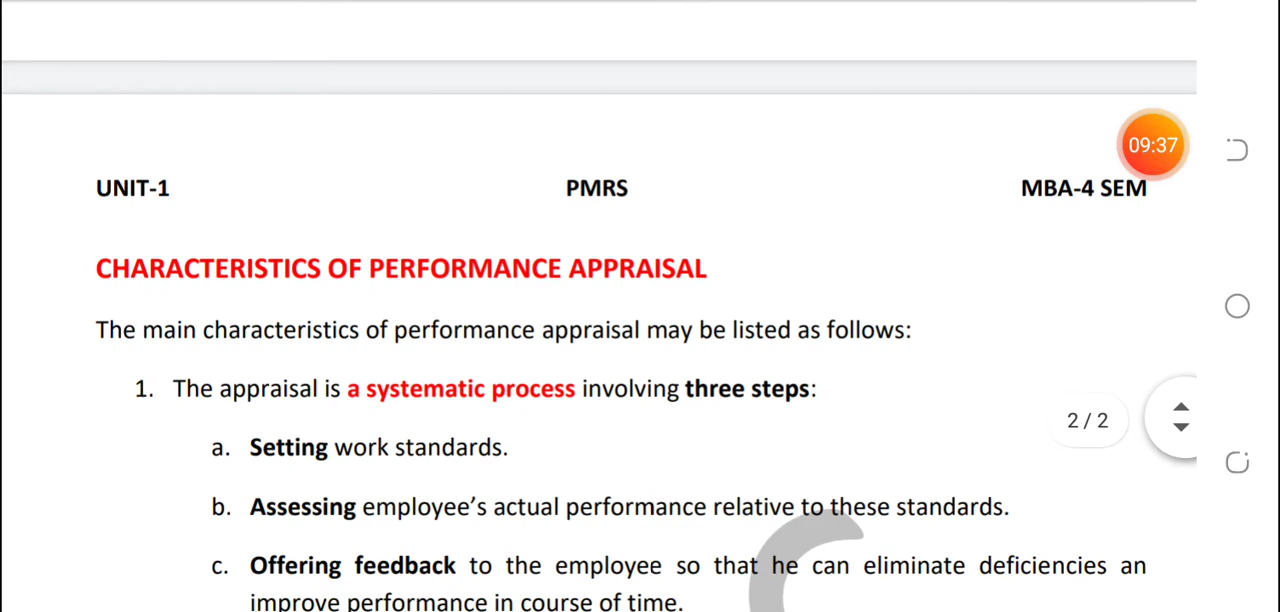 09:37
UNIT-1 PMRS MBA-4 SEM
CHARACTERISTICS OF PERFORMANCE APPRAISAL
The main characteristics of performance appraisal may be listed as follows:
1. The appraisal is a systematic process involving three steps:
2 / 2
a. Setting work standards.
b. Assessing employee’s actual performance relative to these standards.
c. Offering feedback to the employee so that he can eliminate deficiencies an
improve performance in course of time.